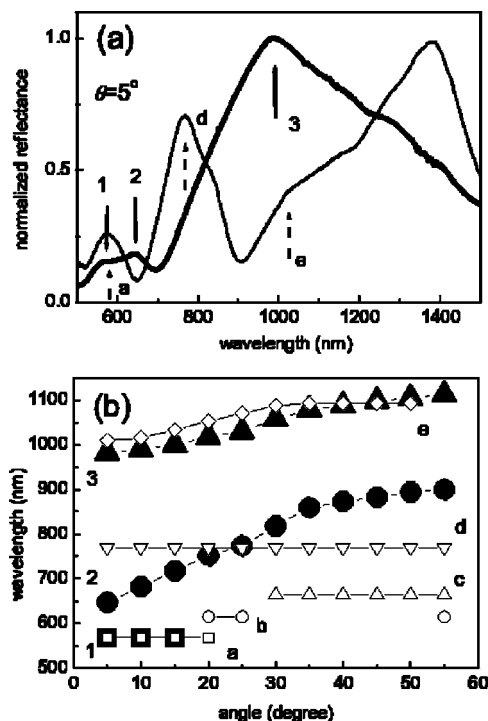 (a)
θ=5°
1
2
3
a
d
e
normalized reflectance
1.0
0.5
0.0
600 800 1000 1200 1400
wavelength (nm)
(b)
wavelength (nm)
1100
1000
900
800
700
600
500
3
2
1
e
d
c
b
a
0 10 20 30 40 50 60
angle (degree)